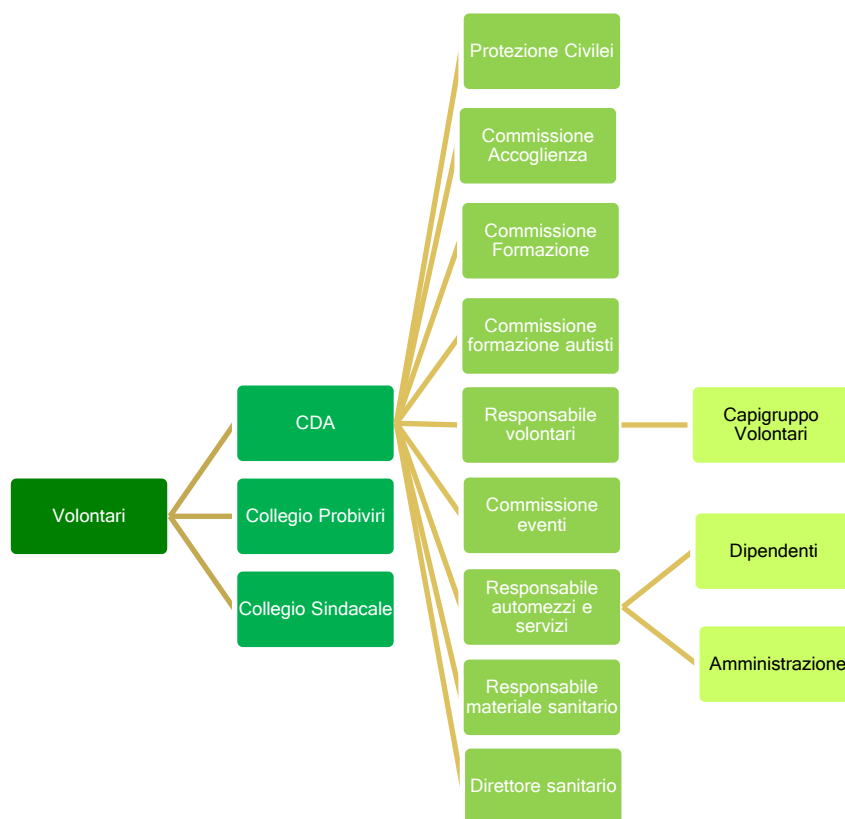 Protezione Civilei
Commissione
Accoglienza
Commissione
Formazione
Commissione
formazione autisti
CDA
Responsabile
volontari
Capigruppo
Volontari
Volontari
Collegio Probiviri
Commissione
eventi
Dipendenti
Collegio Sindacale
Responsabile
automezzi e
servizi
Amministrazione
Responsabile
materiale sanitario
Direttore sanitario